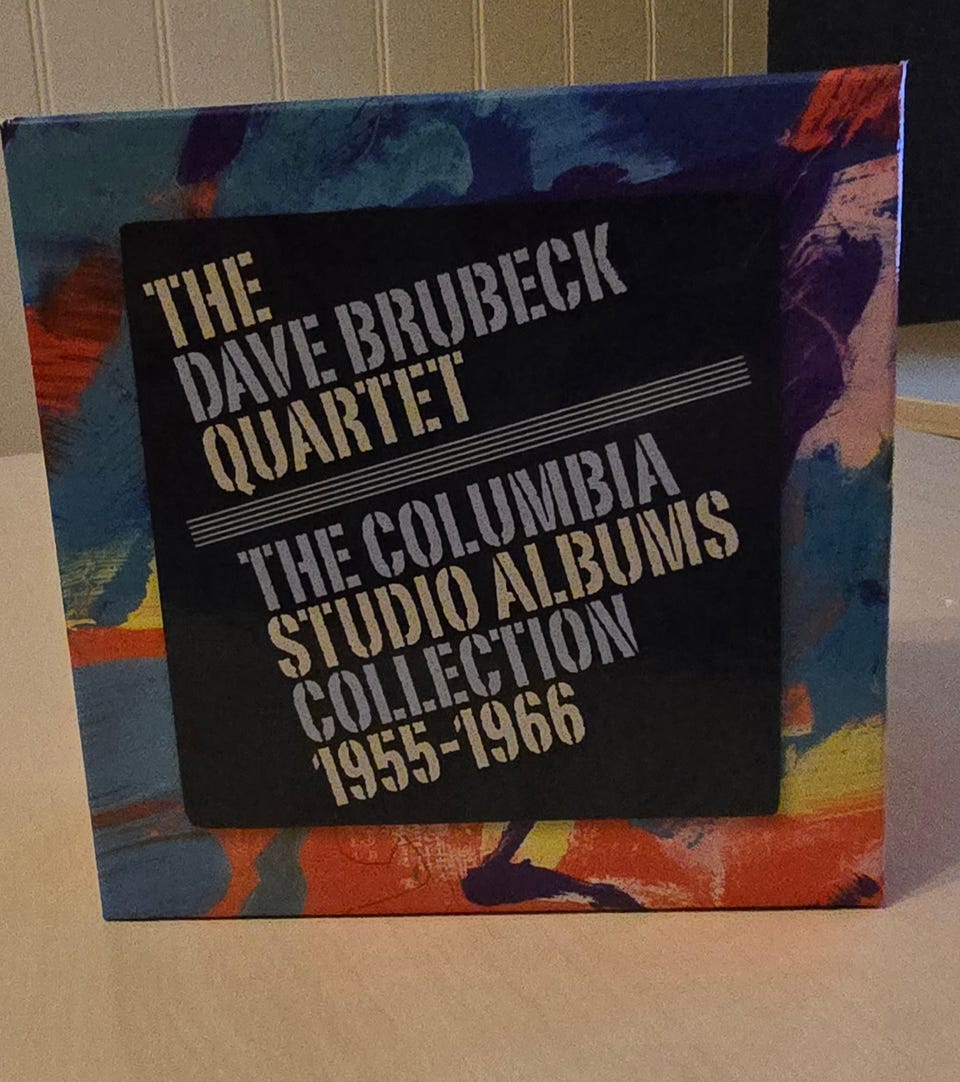 THE
DAVE BRUBECK
QUARTET
THE COLUMBIA
STUDIO ALBUMS
COLLECTION
1955-1966